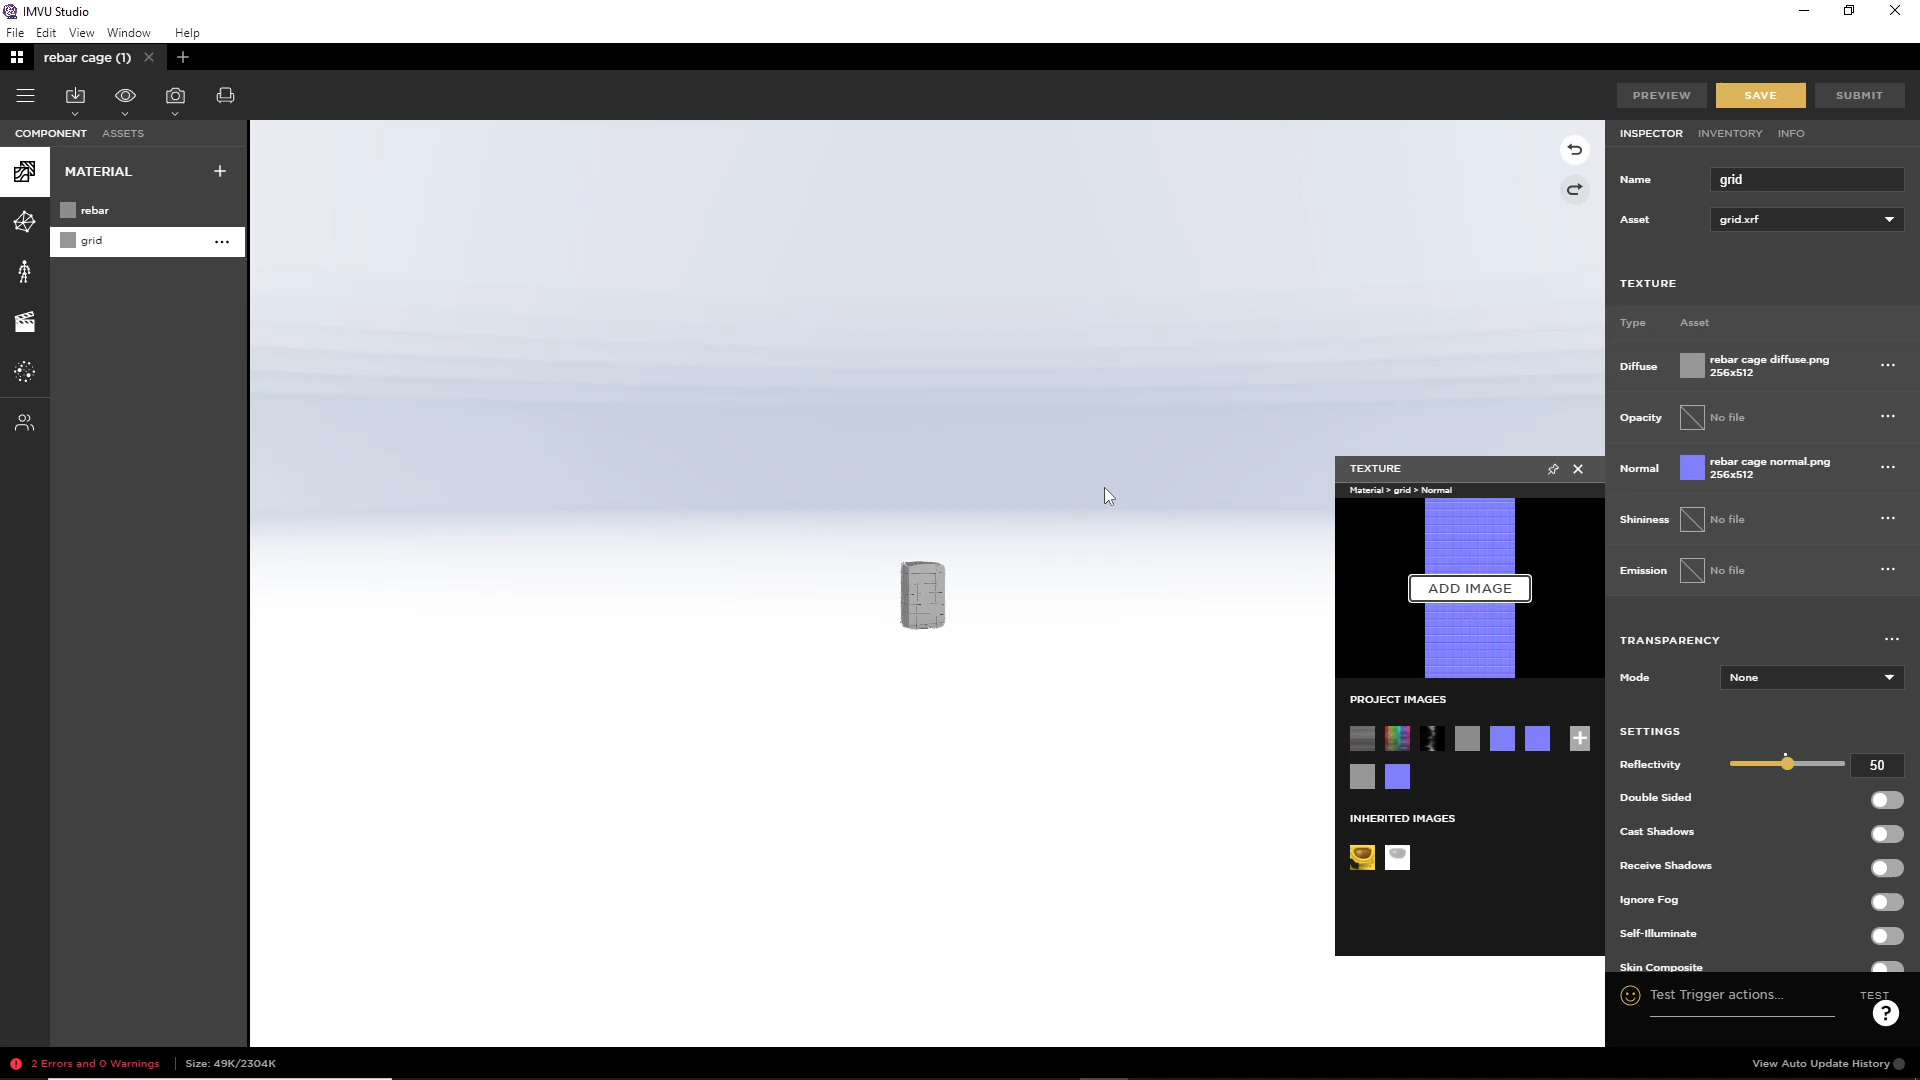 IMVU Studio
File Edit View Window Help
rebar cage (1)
PREVIEW SAVE SUBMIT
COMPONENT ASSETS
INSPECTOR INVENTORY INFO
MATERIAL
rebar
grid
Name grid
Asset grid.xrf
TEXTURE
Type Asset
Diffuse rebar cage diffuse.png
256x512
Opacity No file
Normal rebar cage normal.png
256x512
Shininess No file
Emission No file
TEXTURE
Material > grid > Normal
ADD IMAGE
PROJECT IMAGES
INHERITED IMAGES
TRANSPARENCY
Mode None
SETTINGS
Reflectivity 50
Double Sided
Cast Shadows
Receive Shadows
Ignore Fog
Self-Illuminate
Skin Composite
Test Trigger actions... TEST
?
2 Errors and 0 Warnings Size: 49K/2304K
View Auto Update History